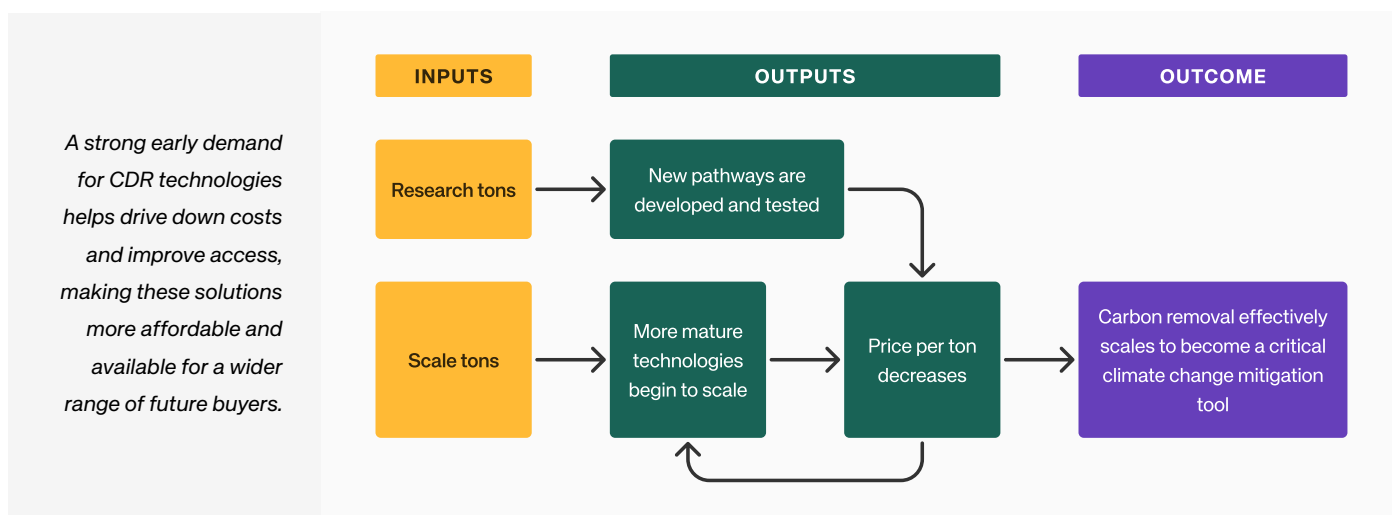 A strong early demand
for CDR technologies
helps drive down costs
and improve access,
making these solutions
more affordable and
available for a wider
range of future buyers.
INPUTS
OUTPUTS
OUTCOME
Research tons
New pathways are
developed and tested
Scale tons
More mature
technologies
begin to scale
Price per ton
decreases
Carbon removal effectively
scales to become a critical
climate change mitigation
tool